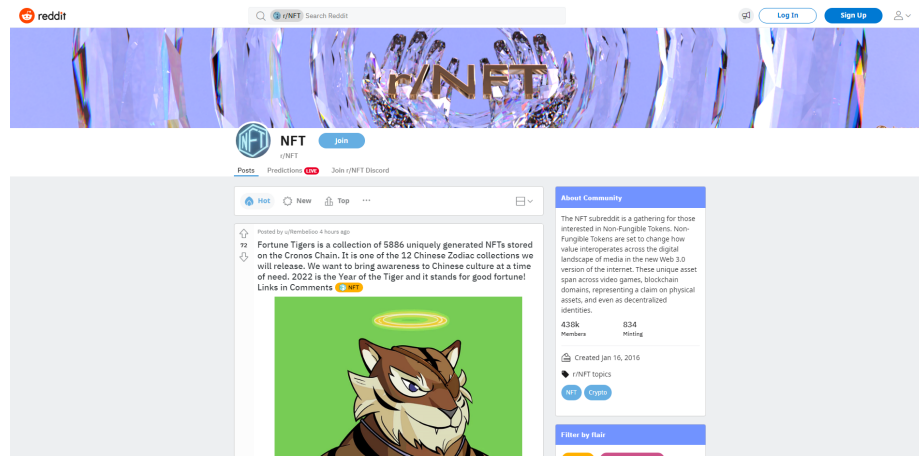 reddit
r/NFT Search Reddit
Log In
Sign Up
r/NFT
NFT
NFT
Join
r/NFT
Posts
Predictions LIVE
Join r/NFT Discord
Hot
New
Top
...
Posted by u/Rembelico 4 hours ago
72
Fortune Tigers is a collection of 5886 uniquely generated NFTs stored
on the Cronos Chain. It is one of the 12 Chinese Zodiac collections we
will release. We want to bring awareness to Chinese culture at a time
of need. 2022 is the Year of the Tiger and it stands for good fortune!
Links in Comments NFT
About Community
The NFT subreddit is a gathering for those
interested in Non-Fungible Tokens. Non-
Fungible Tokens are set to change how
value interoperates across the digital
landscape of media in the new Web 3.0
version of the internet. These unique asset
span across video games, blockchain
domains, representing a claim on physical
assets, and even as decentralized
identities.
438k
834
Members
Minting
Created Jan 16, 2016
r/NFT topics
NFT
Crypto
Filter by flair